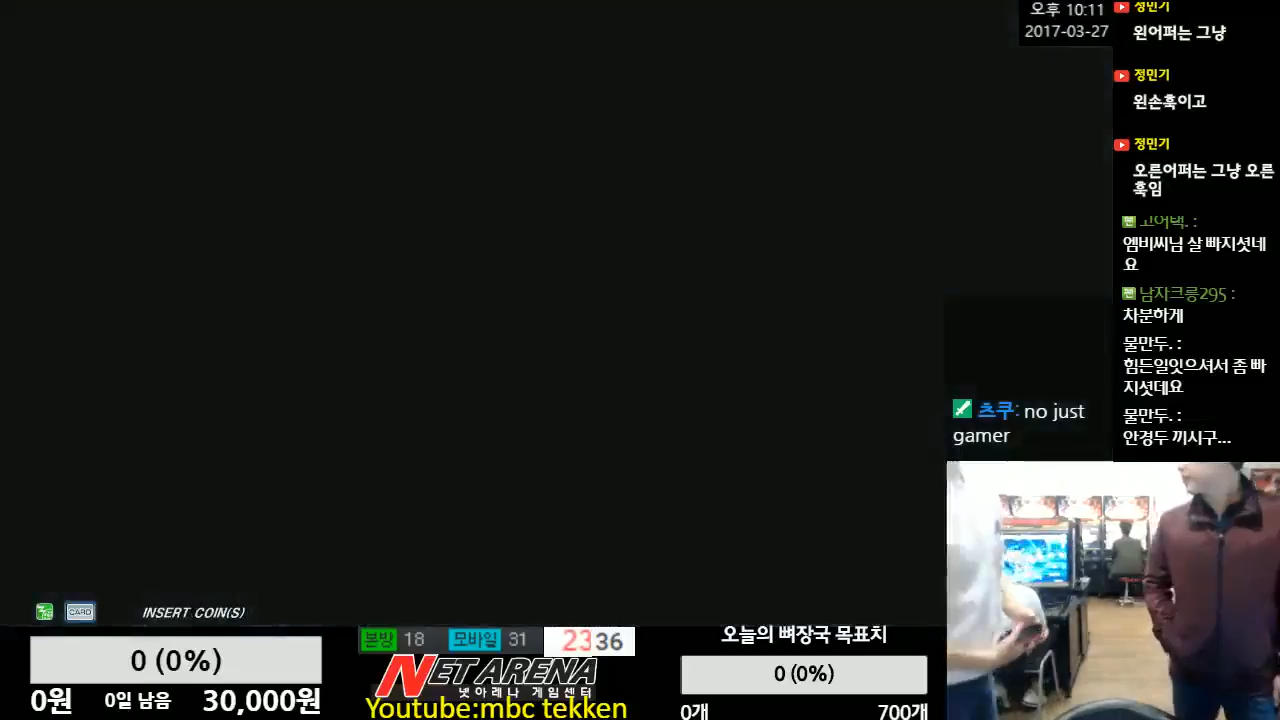 오후 10:11
2017-03-27
정민기
왼어퍼는 그냥
정민기
왼손훅이고
정민기
오른어퍼는 그냥 오른
훅임
고어택. :
엠비씨님 살 빠지셧네
요
남자크릉295 :
차분하게
물만두. :
힘든일잇으셔서 좀 빠
지셧데요
물만두. :
안경두 끼시구...
츠쿠: no just
gamer
CARD
INSERT COIN(S)
0 (0%)
0원
0일 남음
30,000원
본방 18
모바일 31
2336
NET ARENA
넷아레나 게임센터
Youtube:mbc tekken
오늘의 뼈장국 목표치
0 (0%)
0개
700개